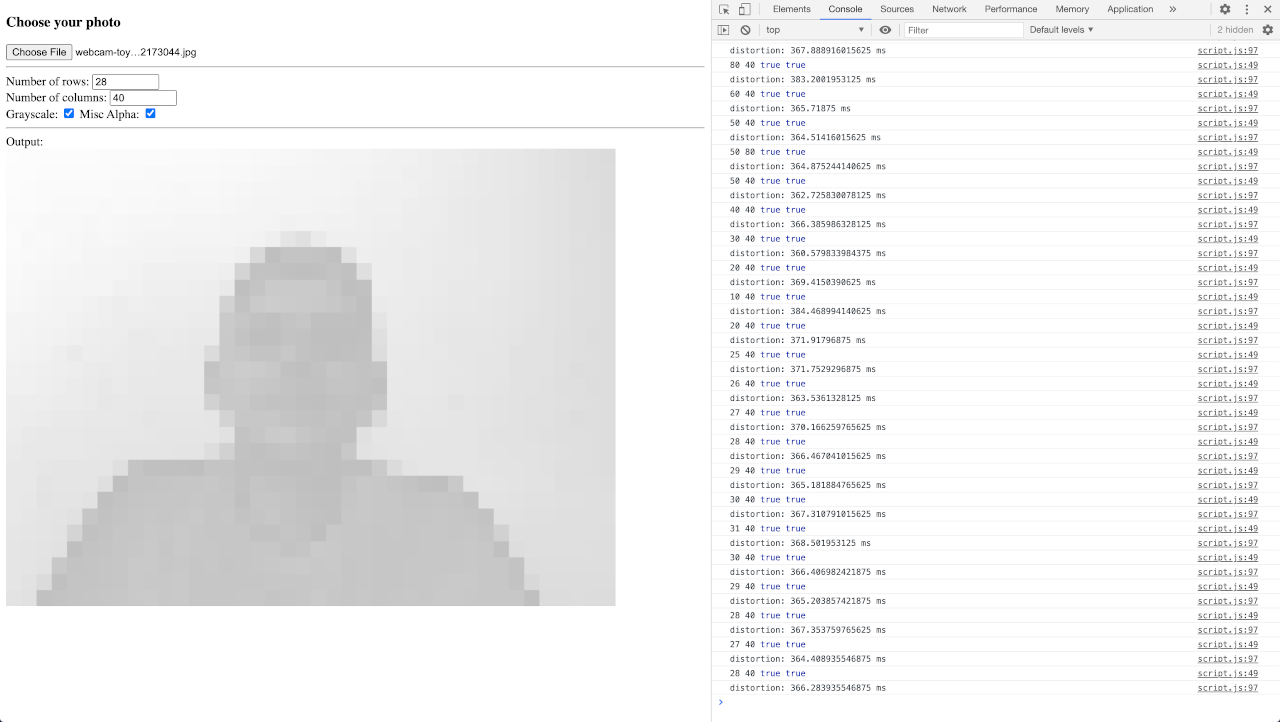 Choose your photo
Choose File webcam-toy…2173044.jpg
Number of rows: 28
Number of columns: 40
Grayscale: Misc Alpha:
Output:
Elements Console Sources Network Performance Memory Application »
top Filter Default levels ▼ 2 hidden
distortion: 367.888916015625 ms script.js:97
80 40 true true script.js:49
distortion: 383.2001953125 ms script.js:97
60 40 true true script.js:49
distortion: 365.71875 ms script.js:97
50 40 true true script.js:49
distortion: 364.51416015625 ms script.js:97
50 80 true true script.js:49
distortion: 364.875244140625 ms script.js:97
50 40 true true script.js:49
distortion: 362.725830078125 ms script.js:97
40 40 true true script.js:49
distortion: 366.385986328125 ms script.js:97
30 40 true true script.js:49
distortion: 360.579833984375 ms script.js:97
20 40 true true script.js:49
distortion: 369.4150390625 ms script.js:97
10 40 true true script.js:49
distortion: 384.468994140625 ms script.js:97
20 40 true true script.js:49
distortion: 371.91796875 ms script.js:97
25 40 true true script.js:49
distortion: 371.7529296875 ms script.js:97
26 40 true true script.js:49
distortion: 363.5361328125 ms script.js:97
27 40 true true script.js:49
distortion: 370.166259765625 ms script.js:97
28 40 true true script.js:49
distortion: 366.467041015625 ms script.js:97
29 40 true true script.js:49
distortion: 365.181884765625 ms script.js:97
30 40 true true script.js:49
distortion: 367.310791015625 ms script.js:97
31 40 true true script.js:49
distortion: 368.501953125 ms script.js:97
30 40 true true script.js:49
distortion: 366.406982421875 ms script.js:97
29 40 true true script.js:49
distortion: 365.203857421875 ms script.js:97
28 40 true true script.js:49
distortion: 367.353759765625 ms script.js:97
27 40 true true script.js:49
distortion: 364.408935546875 ms script.js:97
28 40 true true script.js:49
distortion: 366.283935546875 ms script.js:97